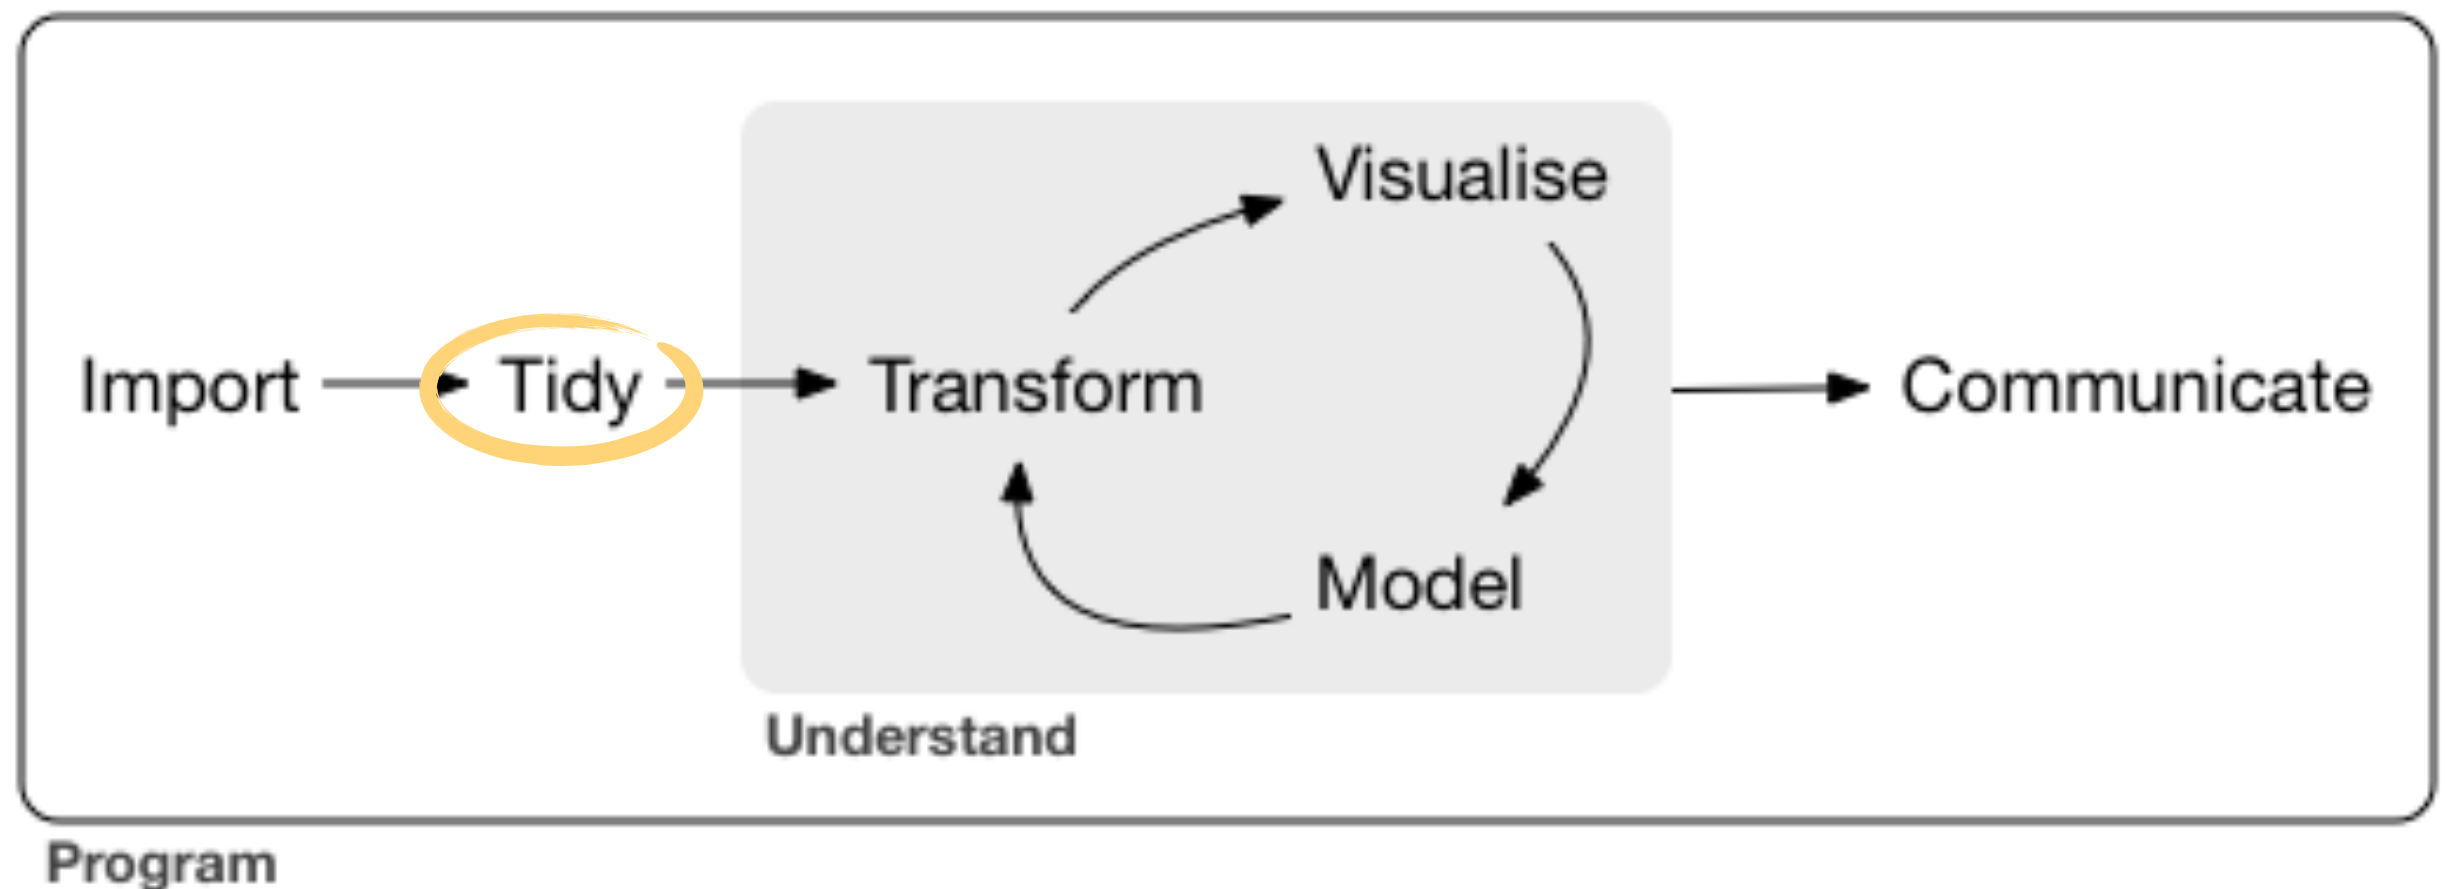 Visualise
Import
Tidy
Transform
Communicate
Model
Understand
Program